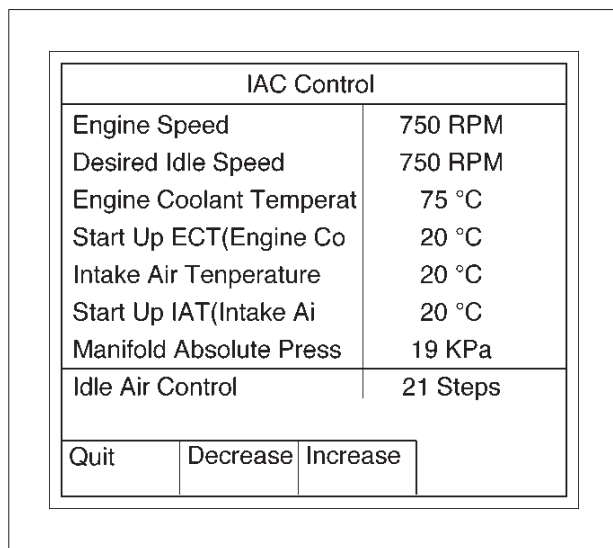 IAC Control
Engine Speed 750 RPM
Desired Idle Speed 750 RPM
Engine Coolant Temperat 75 °C
Start Up ECT(Engine Co 20 °C
Intake Air Tenperature 20 °C
Start Up IAT(Intake Ai 20 °C
Manifold Absolute Press 19 KPa
Idle Air Control 21 Steps
Quit Decrease Increase